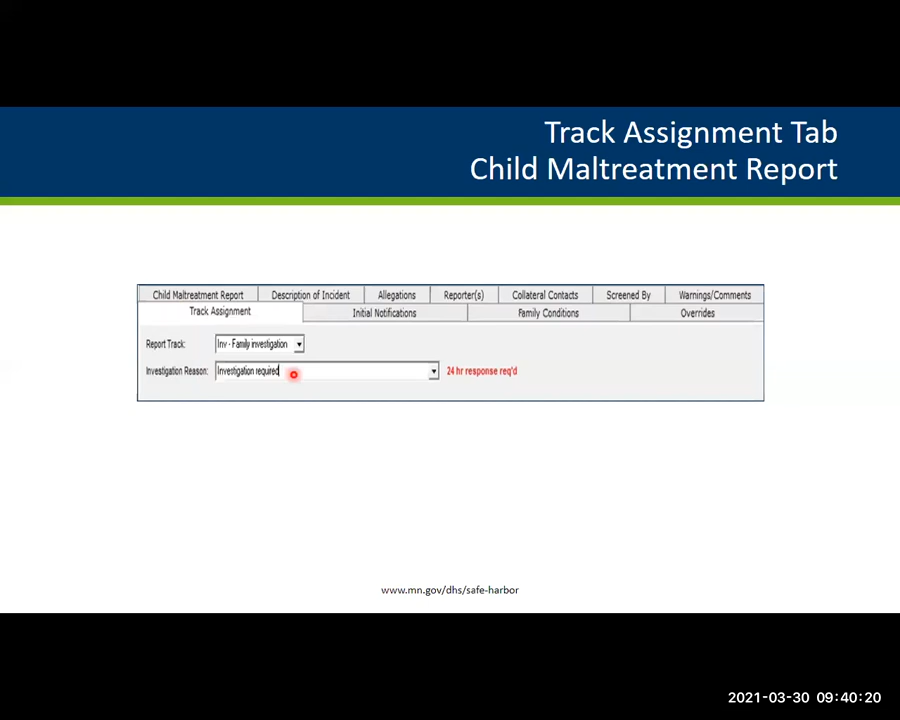 Track Assignment Tab
Child Maltreatment Report
Child Maltreatment Report Description of Incident Allegations Reporter(s) Collateral Contacts Screened By Warnings/Comments
Track Assignment Initial Notifications Family Conditions Overrides
Report Track: Inv - Family investigation
Investigation Reason: Investigation required 24 hr response req'd
www.mn.gov/dhs/safe-harbor
2021-03-30 09:40:20